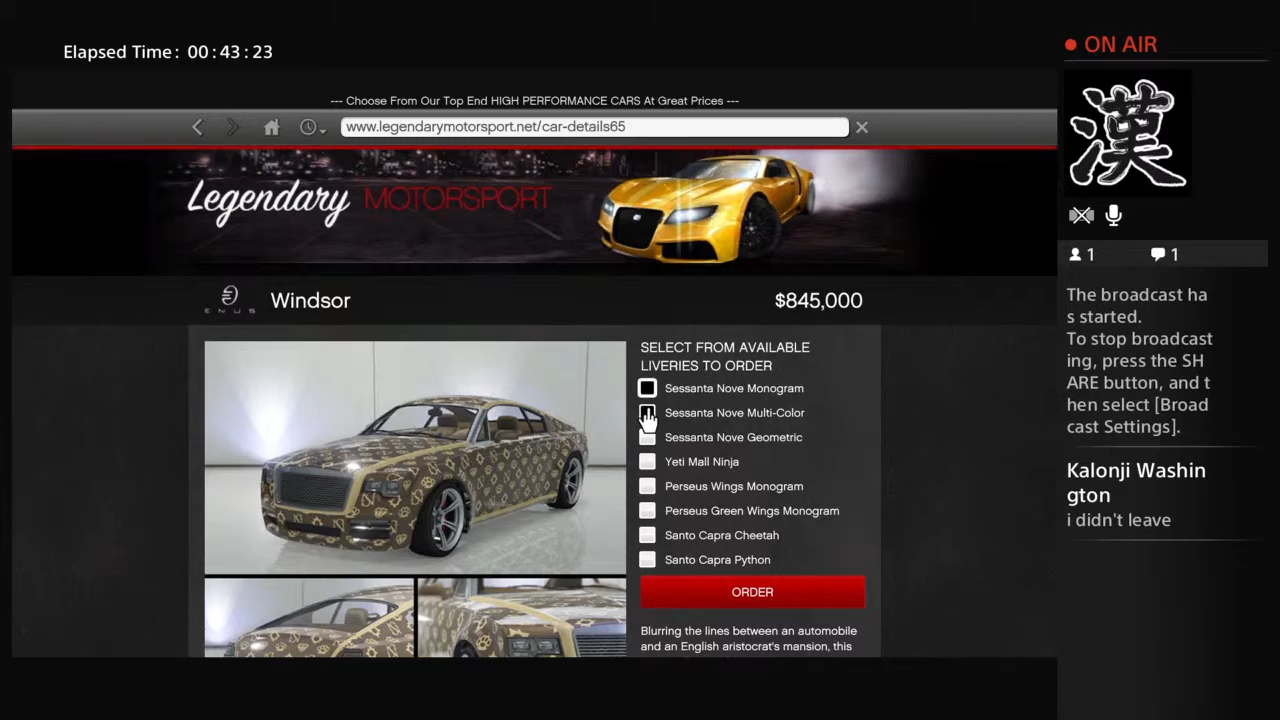 Elapsed Time: 00:43:23
ON AIR
--- Choose From Our Top End HIGH PERFORMANCE CARS At Great Prices ---
www.legendarymotorsport.net/car-details65
Legendary MOTORSPORT
漢
1 1
ENUS
Windsor
$845,000
The broadcast ha
s started.
To stop broadcast
ing, press the SH
ARE button, and t
hen select [Broad
cast Settings].
SELECT FROM AVAILABLE
LIVERIES TO ORDER
Sessanta Nove Monogram
Sessanta Nove Multi-Color
Sessanta Nove Geometric
Yeti Mall Ninja
Perseus Wings Monogram
Perseus Green Wings Monogram
Santo Capra Cheetah
Santo Capra Python
ORDER
Blurring the lines between an automobile
and an English aristocrat's mansion, this
Kalonji Washin
gton
i didn't leave